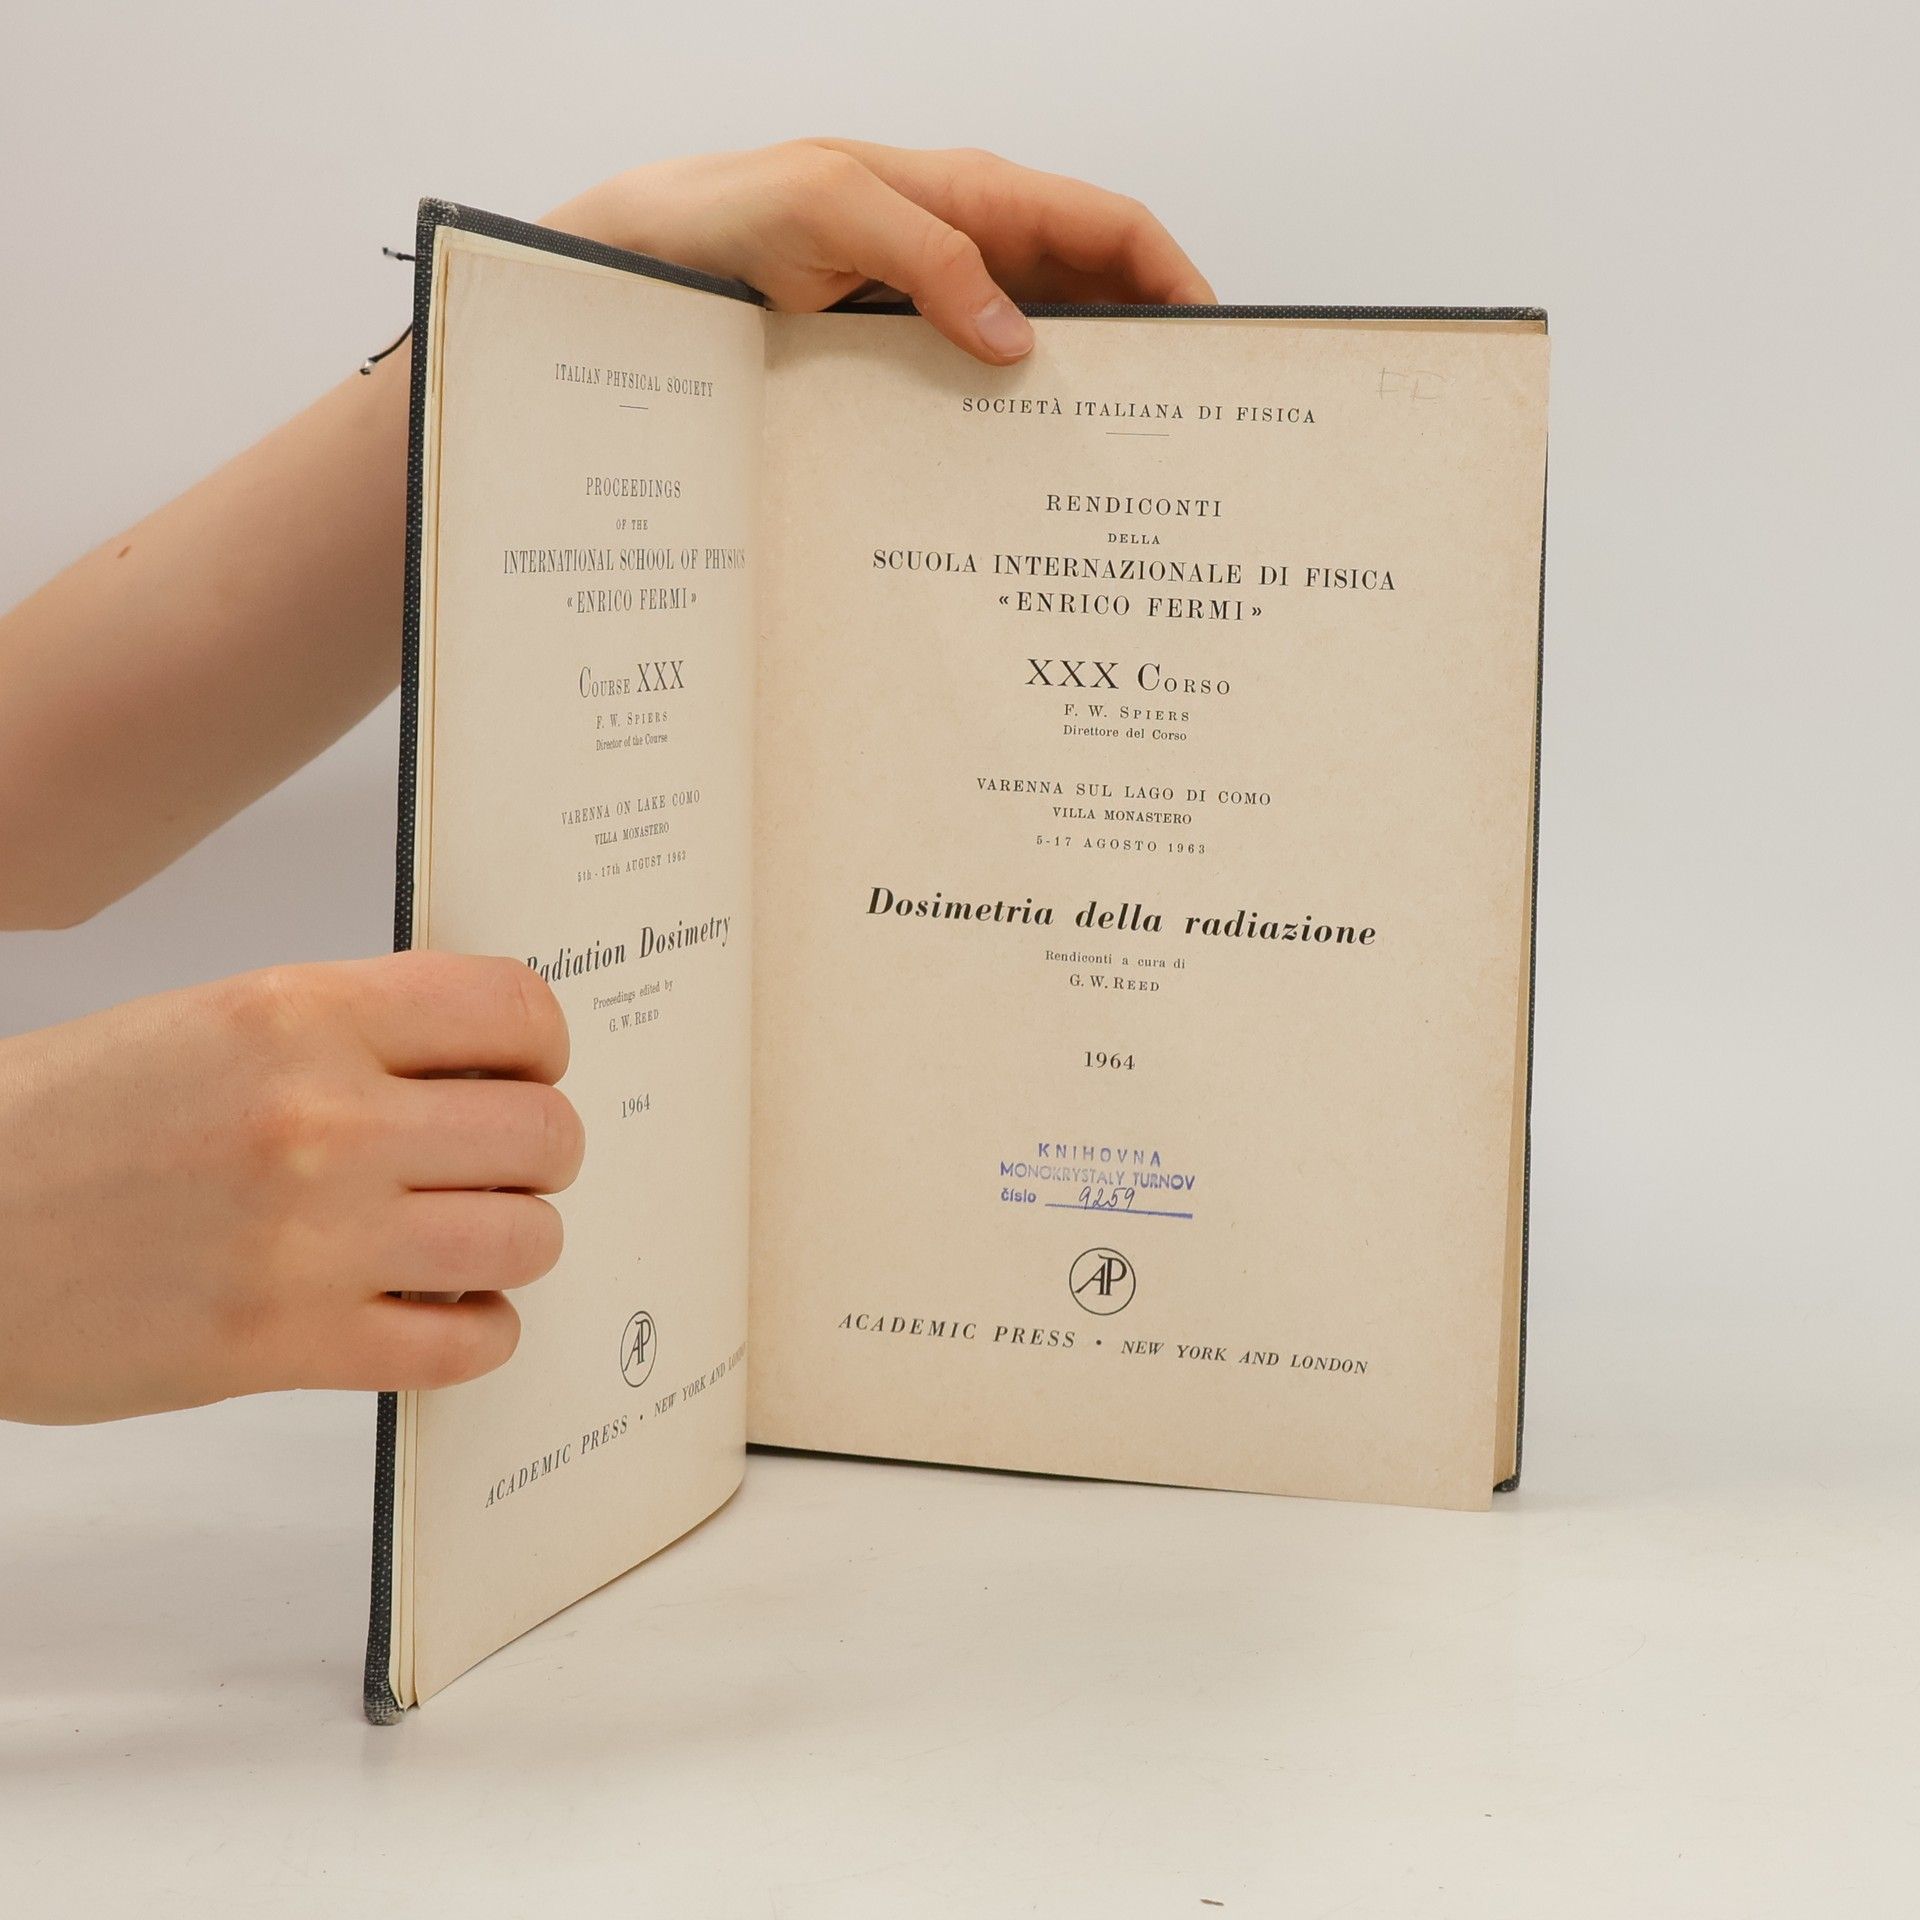 ITALIAN PHYSICAL SOCIETY
PROCEEDINGS
OF THE
INTERNATIONAL SCHOOL OF PHYSICS
«ENRICO FERMI»
COURSE XXX
F. W. SPIERS
Director of the Course
VARENNA ON LAKE COMO
VILLA MONASTERO
5th - 17th AUGUST 1963
Radiation Dosimetry
Proceedings edited by
G. W. REED
1964
AP
ACADEMIC PRESS • NEW YORK AND LONDON
SOCIETÀ ITALIANA DI FISICA
RENDICONTI
DELLA
SCUOLA INTERNAZIONALE DI FISICA
«ENRICO FERMI»
XXX CORSO
F. W. SPIERS
Direttore del Corso
VARENNA SUL LAGO DI COMO
VILLA MONASTERO
5-17 AGOSTO 1963
Dosimetria della radiazione
Rendiconti a cura di
G. W. REED
1964
KNIHOVNA
MONOKRYSTALY TURNOV
číslo 9259
AP
ACADEMIC PRESS • NEW YORK AND LONDON